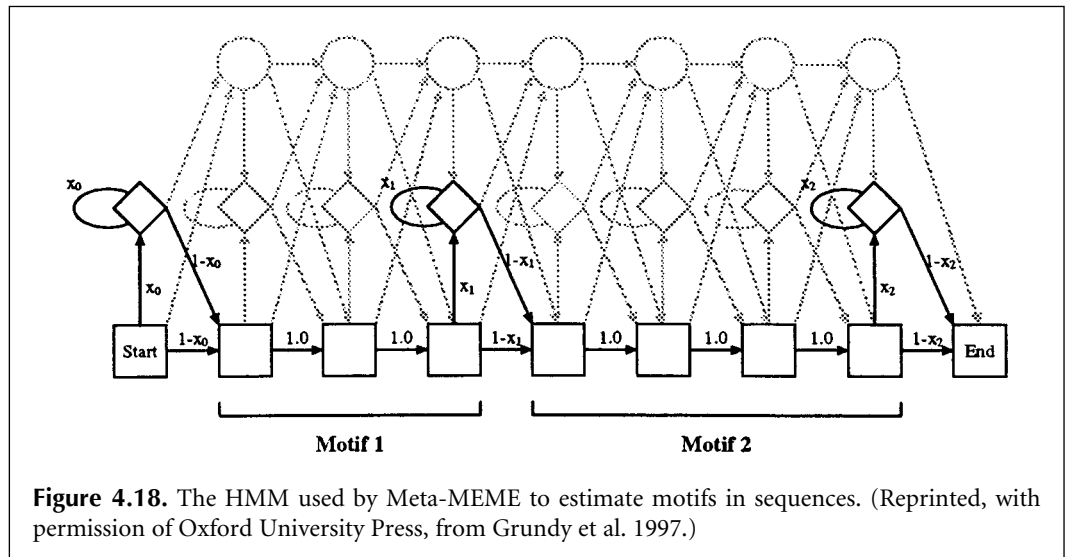 x₀ x₁ x₂
1-x₀ 1-x₁ 1-x₂
x₀ x₁ x₂
Start 1-x₀ 1.0 1.0 1-x₁ 1.0 1.0 1.0 1-x₂ End
Motif 1 Motif 2
Figure 4.18. The HMM used by Meta-MEME to estimate motifs in sequences. (Reprinted, with
permission of Oxford University Press, from Grundy et al. 1997.)